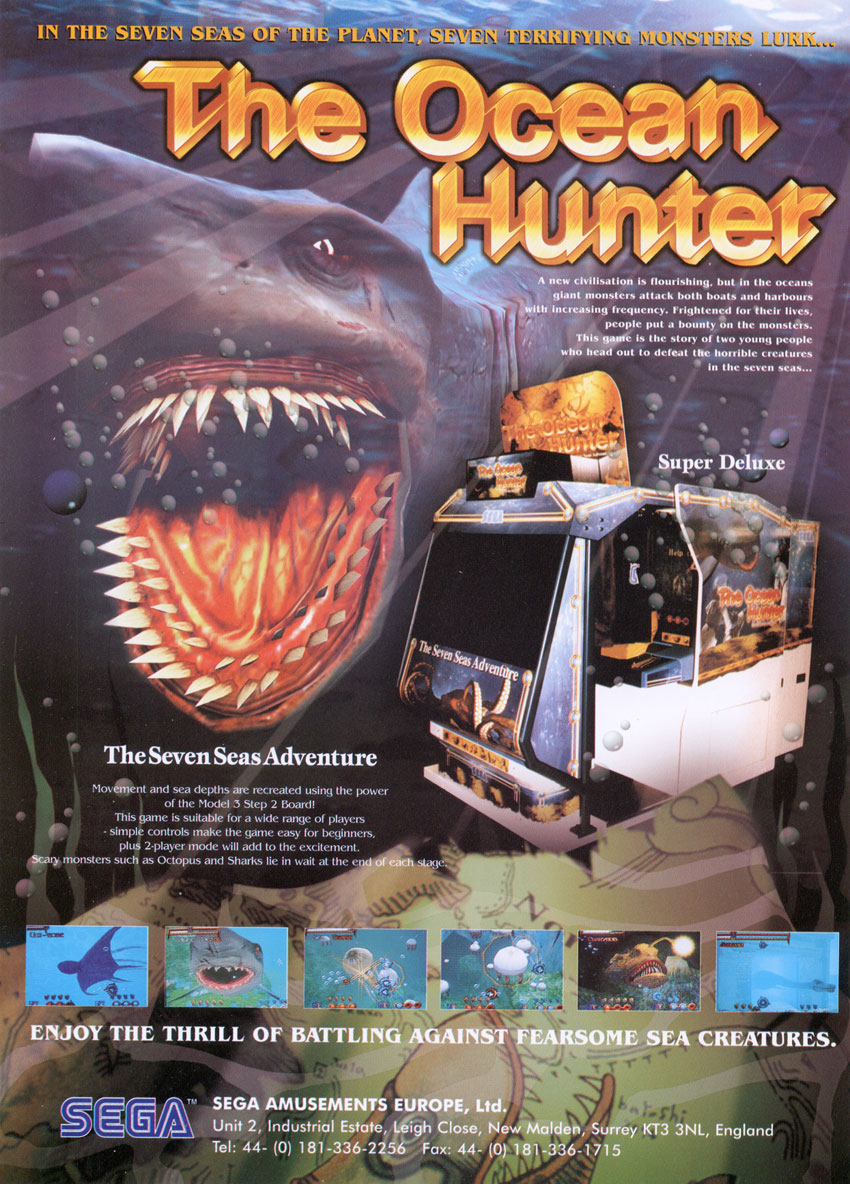 IN THE SEVEN SEAS OF THE PLANET, SEVEN TERRIFYING MONSTERS LURK...
The Ocean
Hunter
A new civilisation is flourishing, but in the oceans
giant monsters attack both boats and harbours
with increasing frequency. Frightened for their lives,
people put a bounty on the monsters.
This game is the story of two young people
who head out to defeat the horrible creatures
in the seven seas...
Super Deluxe
The Ocean
Hunter
The Ocean
Hunter
SEGA
Help
The Ocean
Hunter
The Seven Seas Adventure
The Seven Seas Adventure
Movement and sea depths are recreated using the power
of the Model 3 Step 2 Board!
This game is suitable for a wide range of players
- simple controls make the game easy for beginners,
plus 2-player mode will add to the excitement.
Scary monsters such as Octopus and Sharks lie in wait at the end of each stage.
ENJOY THE THRILL OF BATTLING AGAINST FEARSOME SEA CREATURES.
SEGA™
SEGA AMUSEMENTS EUROPE, Ltd.
Unit 2, Industrial Estate, Leigh Close, New Malden, Surrey KT3 3NL, England
Tel: 44- (0) 181-336-2256 Fax: 44- (0) 181-336-1715